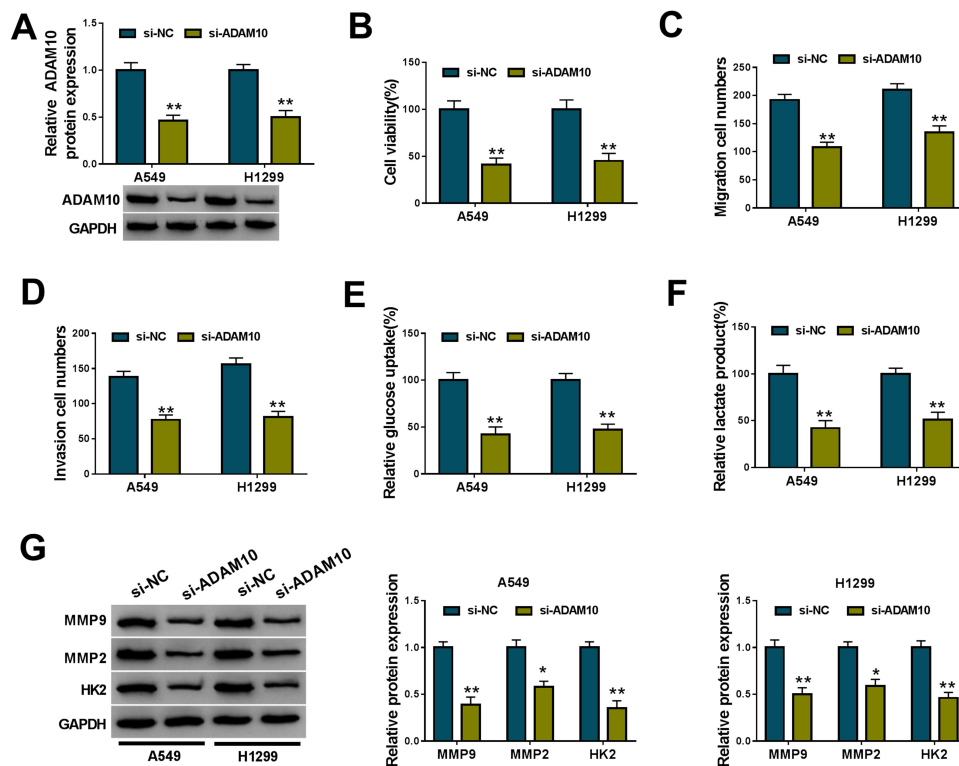 A
Relative ADAM10
protein expression
si-NC si-ADAM10
1.5
1.0
0.5
0.0
** **
A549 H1299
ADAM10
GAPDH
B
Cell viability(%)
si-NC si-ADAM10
150
100
50
0
** **
A549 H1299
C
Migration cell numbers
si-NC si-ADAM10
250
200
150
100
50
0
** **
A549 H1299
D
Invasion cell numbers
si-NC si-ADAM10
200
150
100
50
0
** **
A549 H1299
E
Relative glucose uptake(%)
si-NC si-ADAM10
150
100
50
0
** **
A549 H1299
F
Relative lactate product(%)
si-NC si-ADAM10
150
100
50
0
** **
A549 H1299
G
si-NC si-ADAM10 si-NC si-ADAM10
MMP9
MMP2
HK2
GAPDH
A549 H1299
A549
Relative protein expression
si-NC si-ADAM10
1.5
1.0
0.5
0.0
** * **
MMP9 MMP2 HK2
H1299
Relative protein expression
si-NC si-ADAM10
1.5
1.0
0.5
0.0
** * **
MMP9 MMP2 HK2